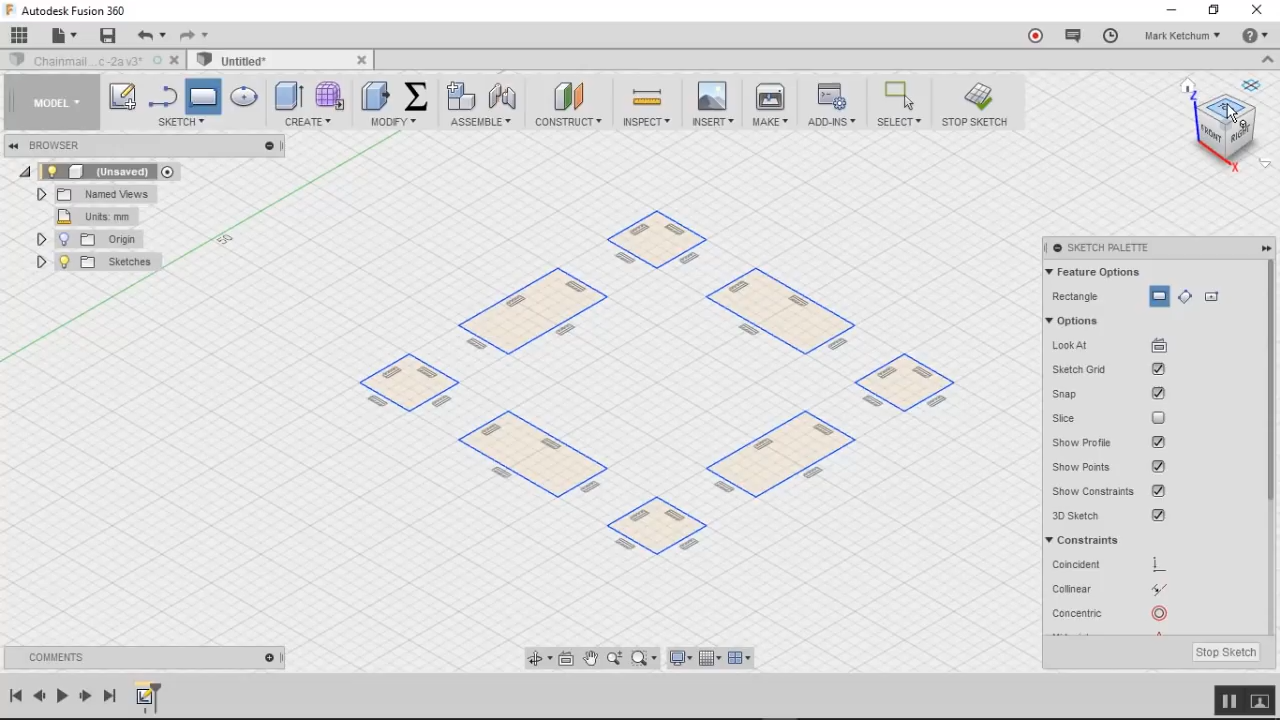 Autodesk Fusion 360
Mark Ketchum
Chainmail ...c-2a v3*
Untitled*
MODEL
SKETCH
CREATE
MODIFY
ASSEMBLE
CONSTRUCT
INSPECT
INSERT
MAKE
ADD-INS
SELECT
STOP SKETCH
Z
FRONT
RIGHT
X
BROWSER
(Unsaved)
Named Views
Units: mm
Origin
Sketches
50
SKETCH PALETTE
Feature Options
Rectangle
Options
Look At
Sketch Grid
Snap
Slice
Show Profile
Show Points
Show Constraints
3D Sketch
Constraints
Coincident
Collinear
Concentric
Stop Sketch
COMMENTS